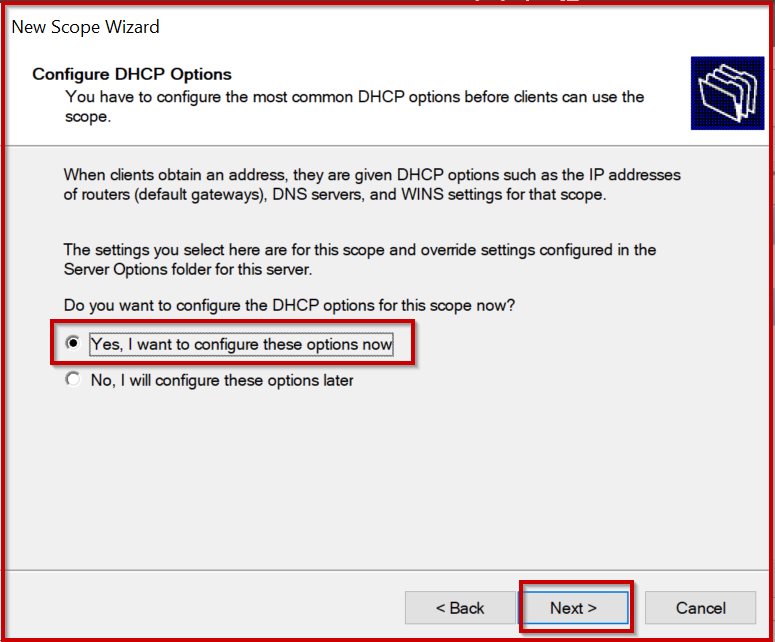 New Scope Wizard
Configure DHCP Options
You have to configure the most common DHCP options before clients can use the
scope.
When clients obtain an address, they are given DHCP options such as the IP addresses
of routers (default gateways), DNS servers, and WINS settings for that scope.
The settings you select here are for this scope and override settings configured in the
Server Options folder for this server.
Do you want to configure the DHCP options for this scope now?
Yes, I want to configure these options now
No, I will configure these options later
< Back Next > Cancel